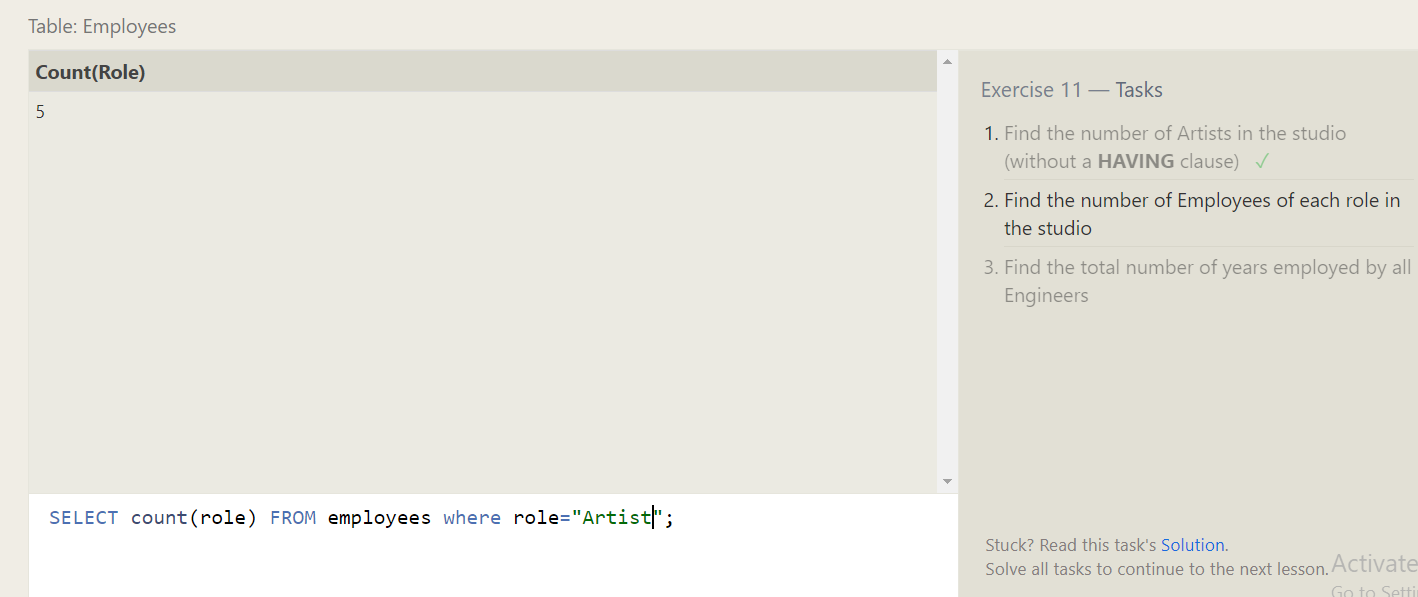 Table: Employees
Count(Role)
5
SELECT count(role) FROM employees where role="Artist";
Exercise 11 — Tasks
1. Find the number of Artists in the studio
(without a HAVING clause) ✓
2. Find the number of Employees of each role in
the studio
3. Find the total number of years employed by all
Engineers
Stuck? Read this task's Solution.
Solve all tasks to continue to the next lesson.
Activate
Go to